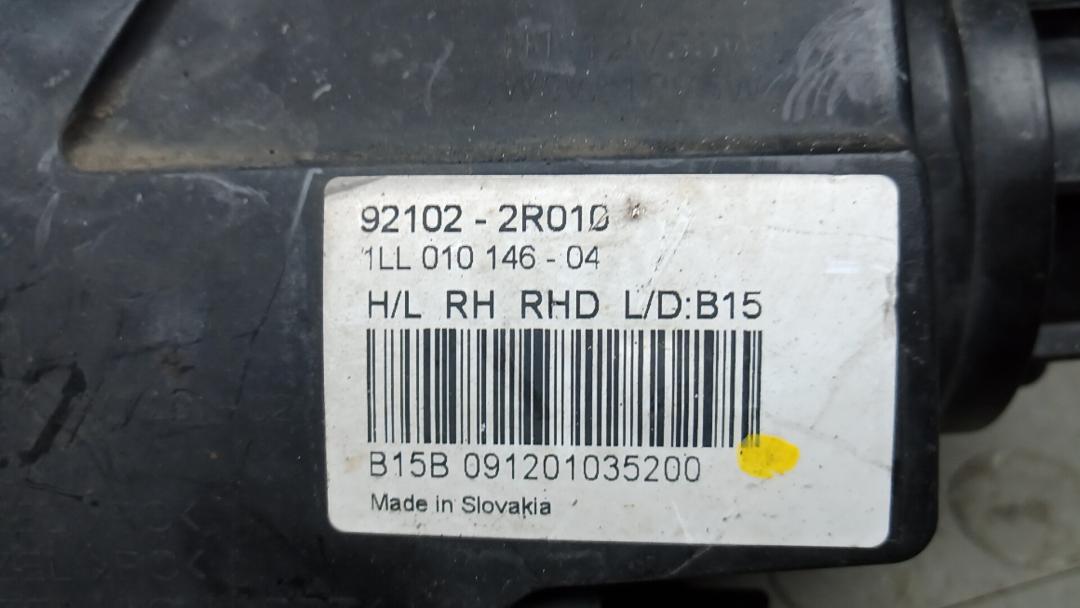 92102 - 2R010
1LL 010 146 - 04
H/L RH RHD L/D:B15
B15B 091201035200
Made in Slovakia